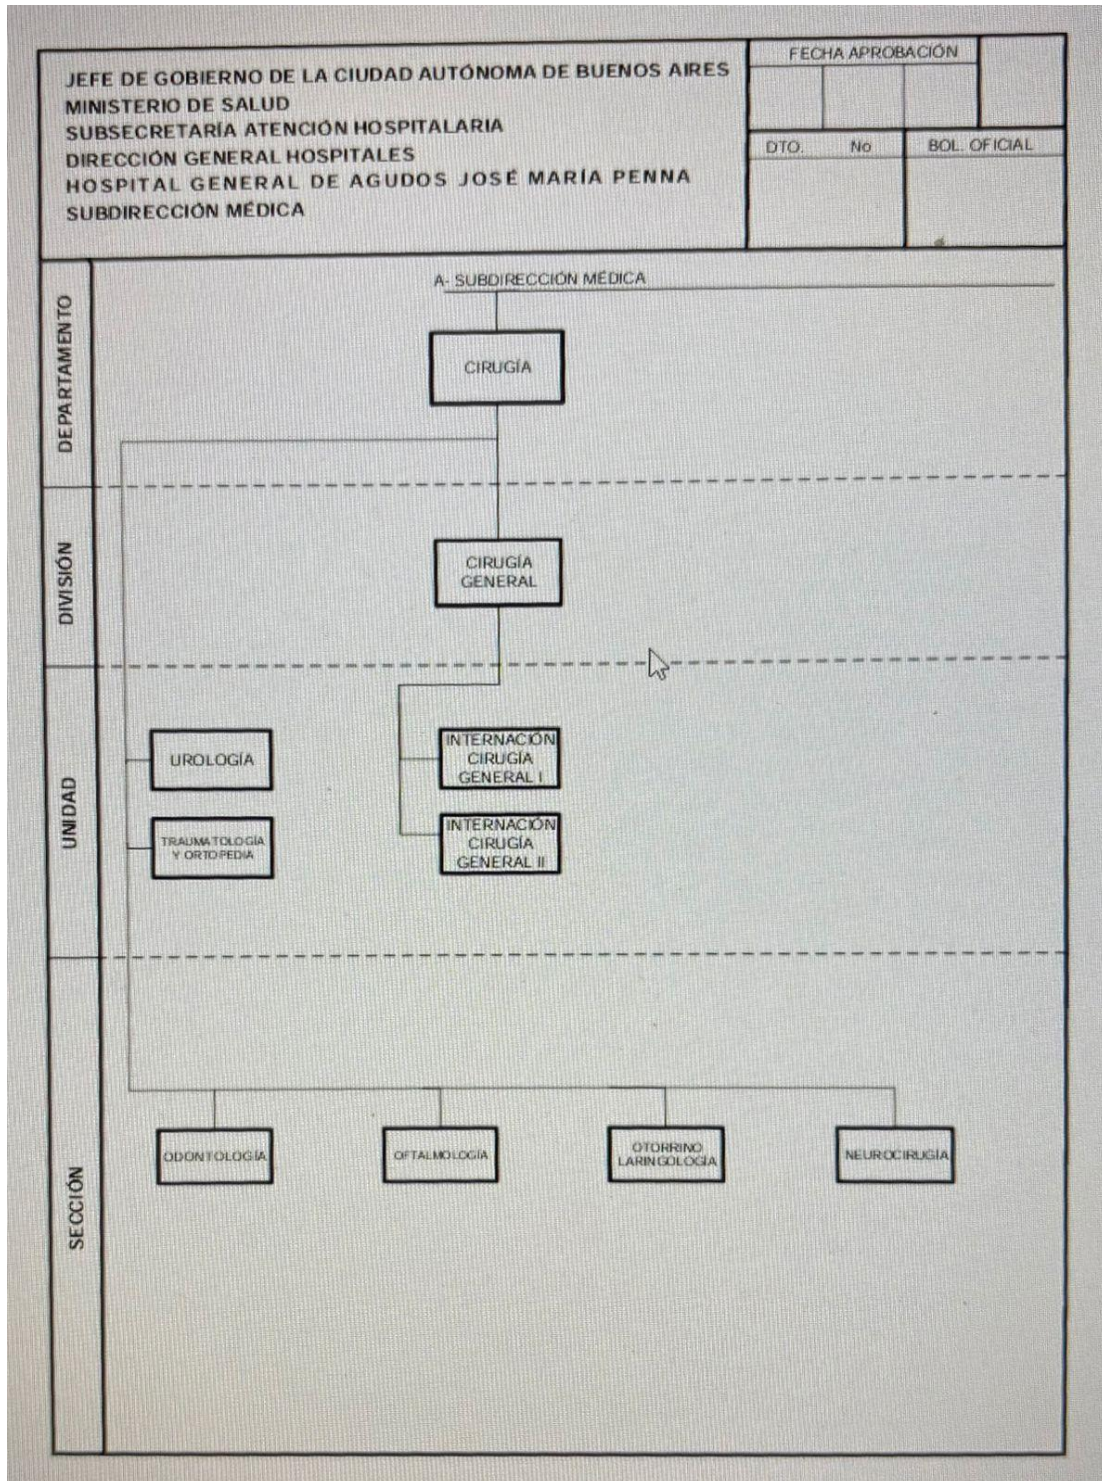 JEFE DE GOBIERNO DE LA CIUDAD AUTÓNOMA DE BUENOS AIRES
MINISTERIO DE SALUD
SUBSECRETARÍA ATENCIÓN HOSPITALARIA
DIRECCIÓN GENERAL HOSPITALES
HOSPITAL GENERAL DE AGUDOS JOSÉ MARÍA PENNA
SUBDIRECCIÓN MÉDICA
FECHA APROBACIÓN
DTO. No
BOL. OFICIAL
DEPARTAMENTO
A- SUBDIRECCIÓN MÉDICA
CIRUGÍA
DIVISIÓN
CIRUGÍA
GENERAL
UNIDAD
UROLOGÍA
TRAUMATOLOGÍA
Y ORTOPEDIA
INTERNACIÓN
CIRUGÍA
GENERAL I
INTERNACIÓN
CIRUGÍA
GENERAL II
SECCIÓN
ODONTOLOGÍA
OFTALMOLOGÍA
OTORRINO
LARINGOLOGÍA
NEUROCIRUGÍA